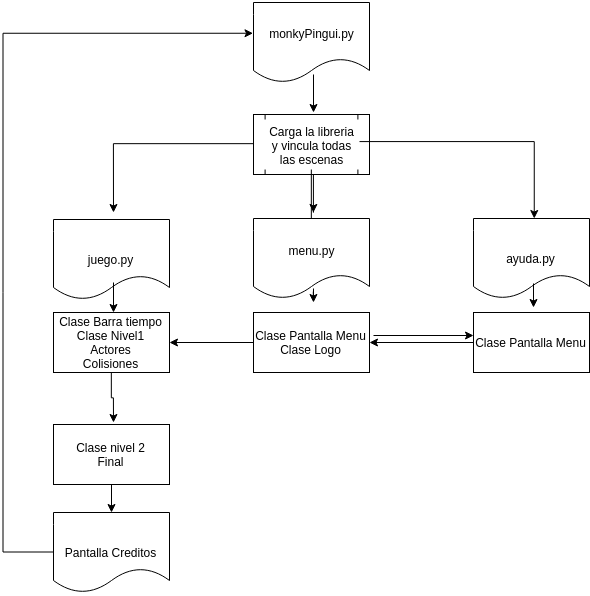 monkyPingui.py
Carga la libreria
y vincula todas
las escenas
juego.py
menu.py
ayuda.py
Clase Barra tiempo
Clase Nivel1
Actores
Colisiones
Clase Pantalla Menu
Clase Logo
Clase Pantalla Menu
Clase nivel 2
Final
Pantalla Creditos